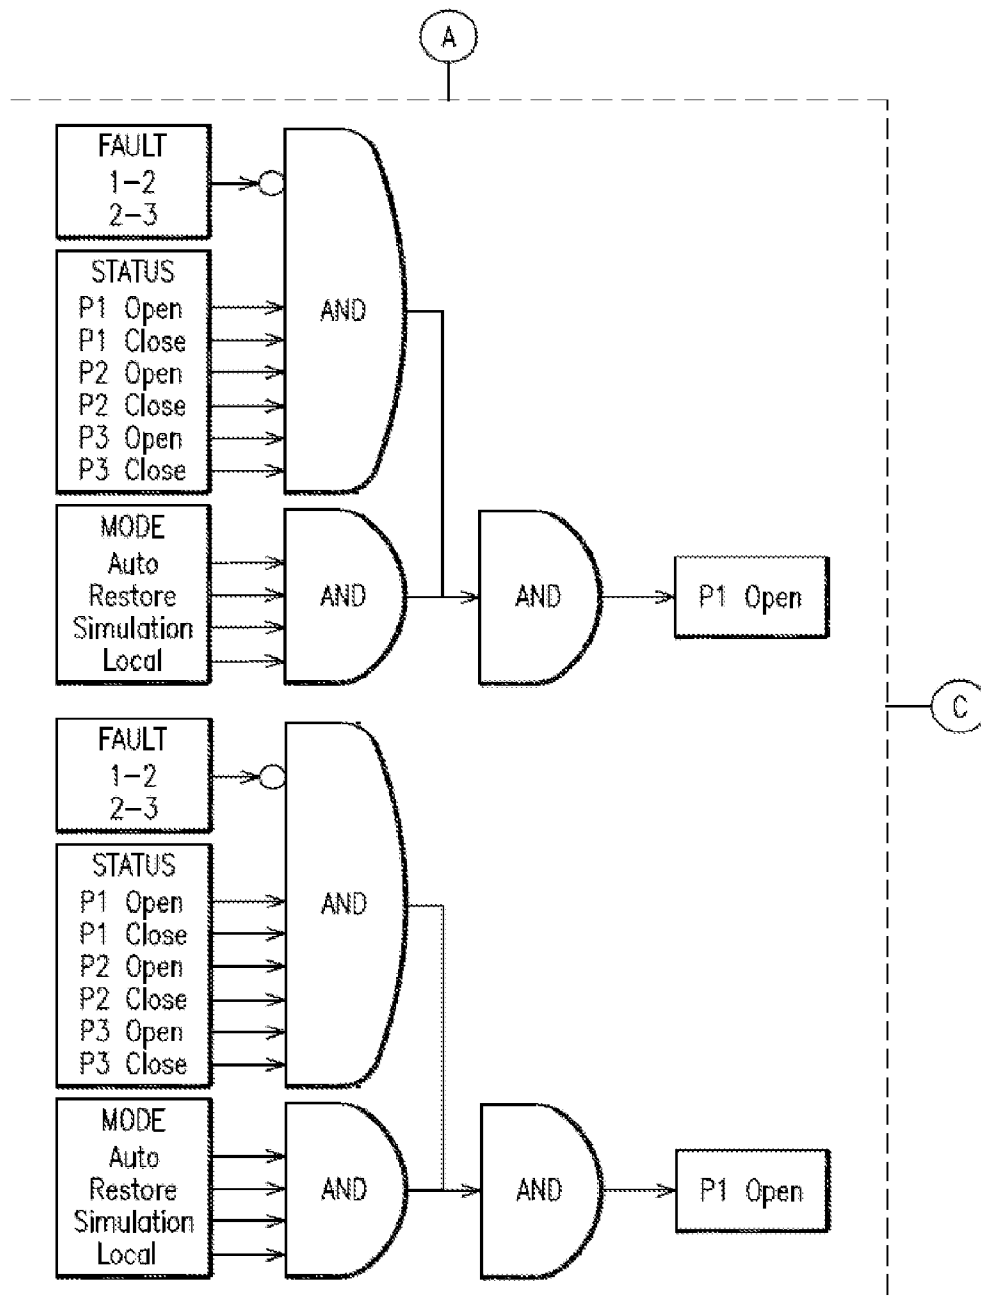 A
FAULT
1-2
2-3
STATUS
P1 Open
P1 Close
P2 Open
P2 Close
P3 Open
P3 Close
AND
MODE
Auto
Restore
Simulation
Local
AND
AND
P1 Open
C
FAULT
1-2
2-3
STATUS
P1 Open
P1 Close
P2 Open
P2 Close
P3 Open
P3 Close
AND
MODE
Auto
Restore
Simulation
Local
AND
AND
P1 Open